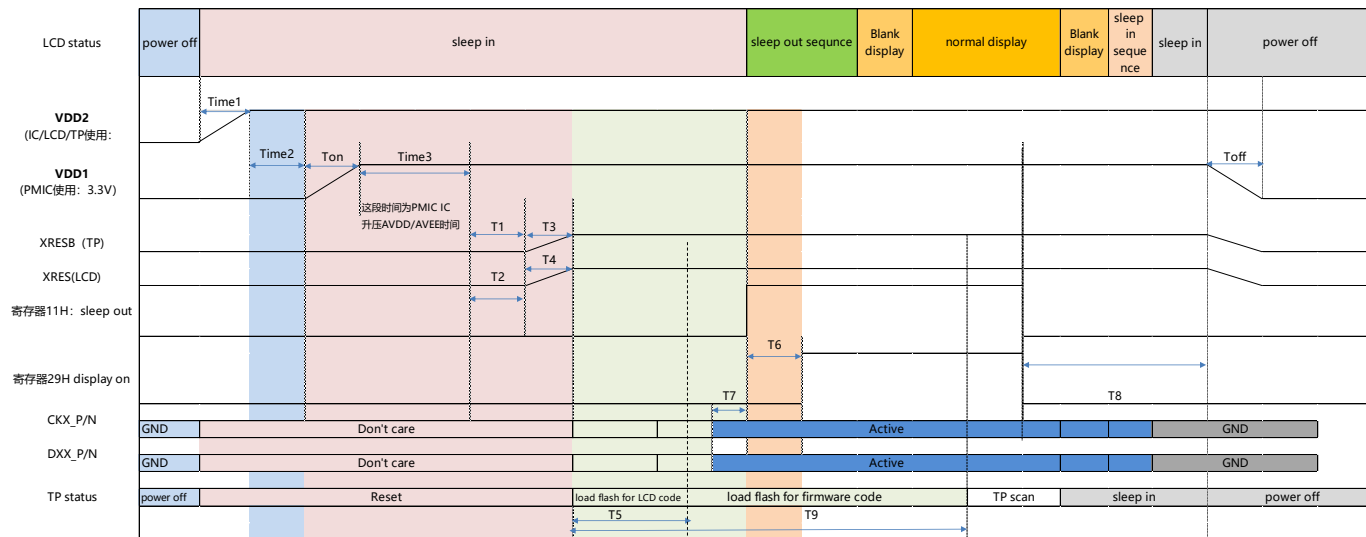 LCD status
power off
sleep in
sleep out sequnce
Blank
display
normal display
Blank
display
sleep
in
seque
nce
sleep in
power off
Time1
VDD2
(IC/LCD/TP使用：
Time2
Ton
Time3
Toff
VDD1
(PMIC使用：3.3V）
这段时间为PMIC IC
升压AVDD/AVEE时间
T1
T3
XRESB（TP）
T4
XRES(LCD)
T2
寄存器11H：sleep out
T6
寄存器29H display on
T7
T8
CKX_P/N
GND
Don't care
Active
GND
DXX_P/N
GND
Don't care
Active
GND
TP status
power off
Reset
load flash for LCD code
load flash for firmware code
TP scan
sleep in
power off
T5
T9